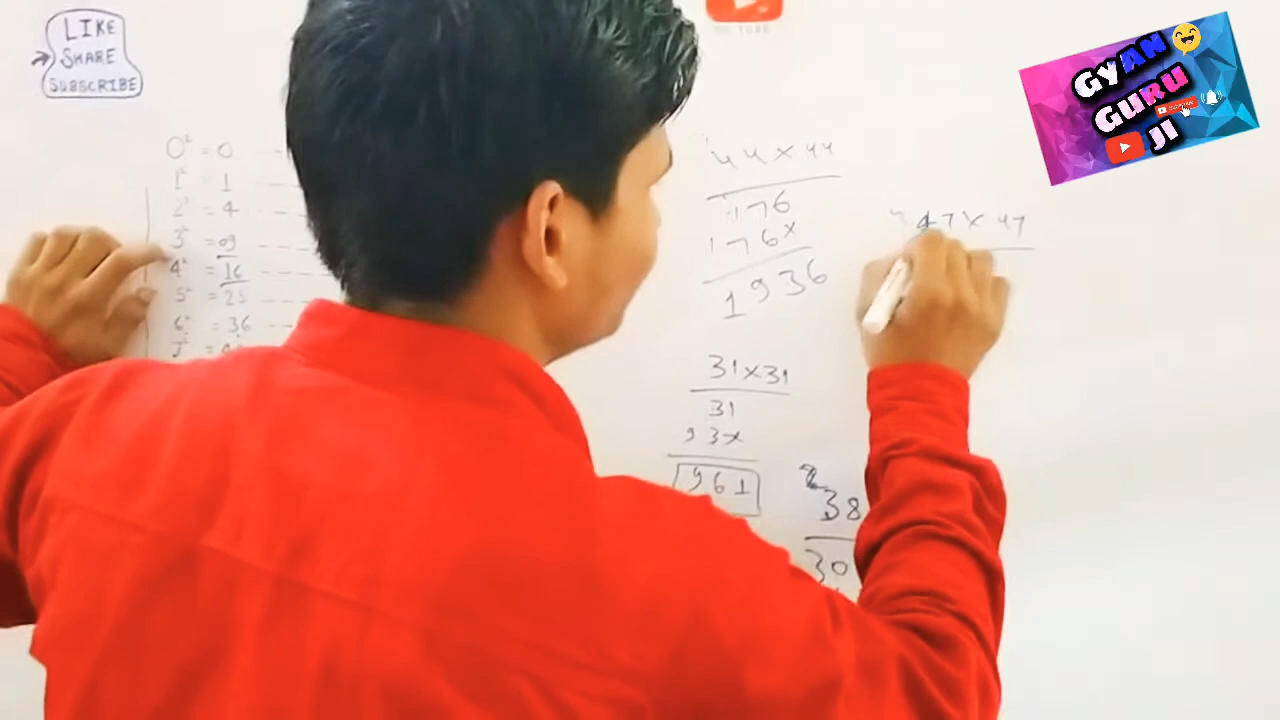 LIKE
SHARE
SUBSCRIBE
GYAN
GURU
JI
0² = 0
1² = 1
2² = 4
3² = 09
4² = 16
5² = 25
6² = 36
44 × 44
176
176×
1936
31×31
31
93×
961
47× 47
38
30